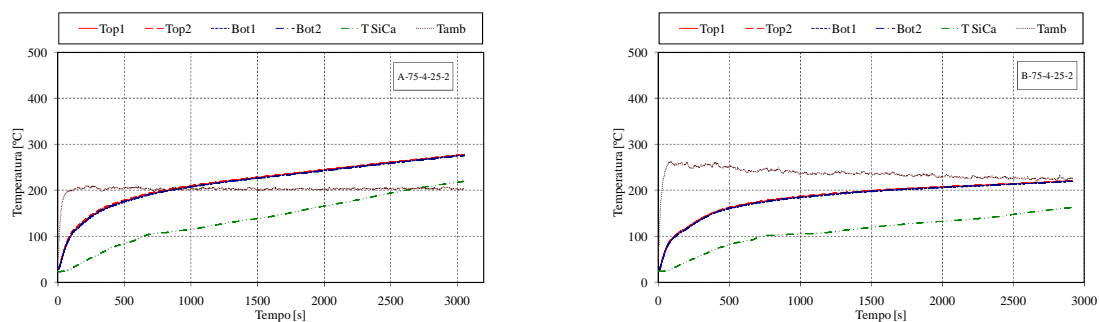 Top1 Top2 Bot1 Bot2 T SiCa Tamb
500
400
300
200
100
0
0 500 1000 1500 2000 2500 3000
Temperatura [ºC]
Tempo [s]
A-75-4-25-2
Top1 Top2 Bot1 Bot2 T SiCa Tamb
500
400
300
200
100
0
0 500 1000 1500 2000 2500 3000
Temperatura [ºC]
Tempo [s]
B-75-4-25-2